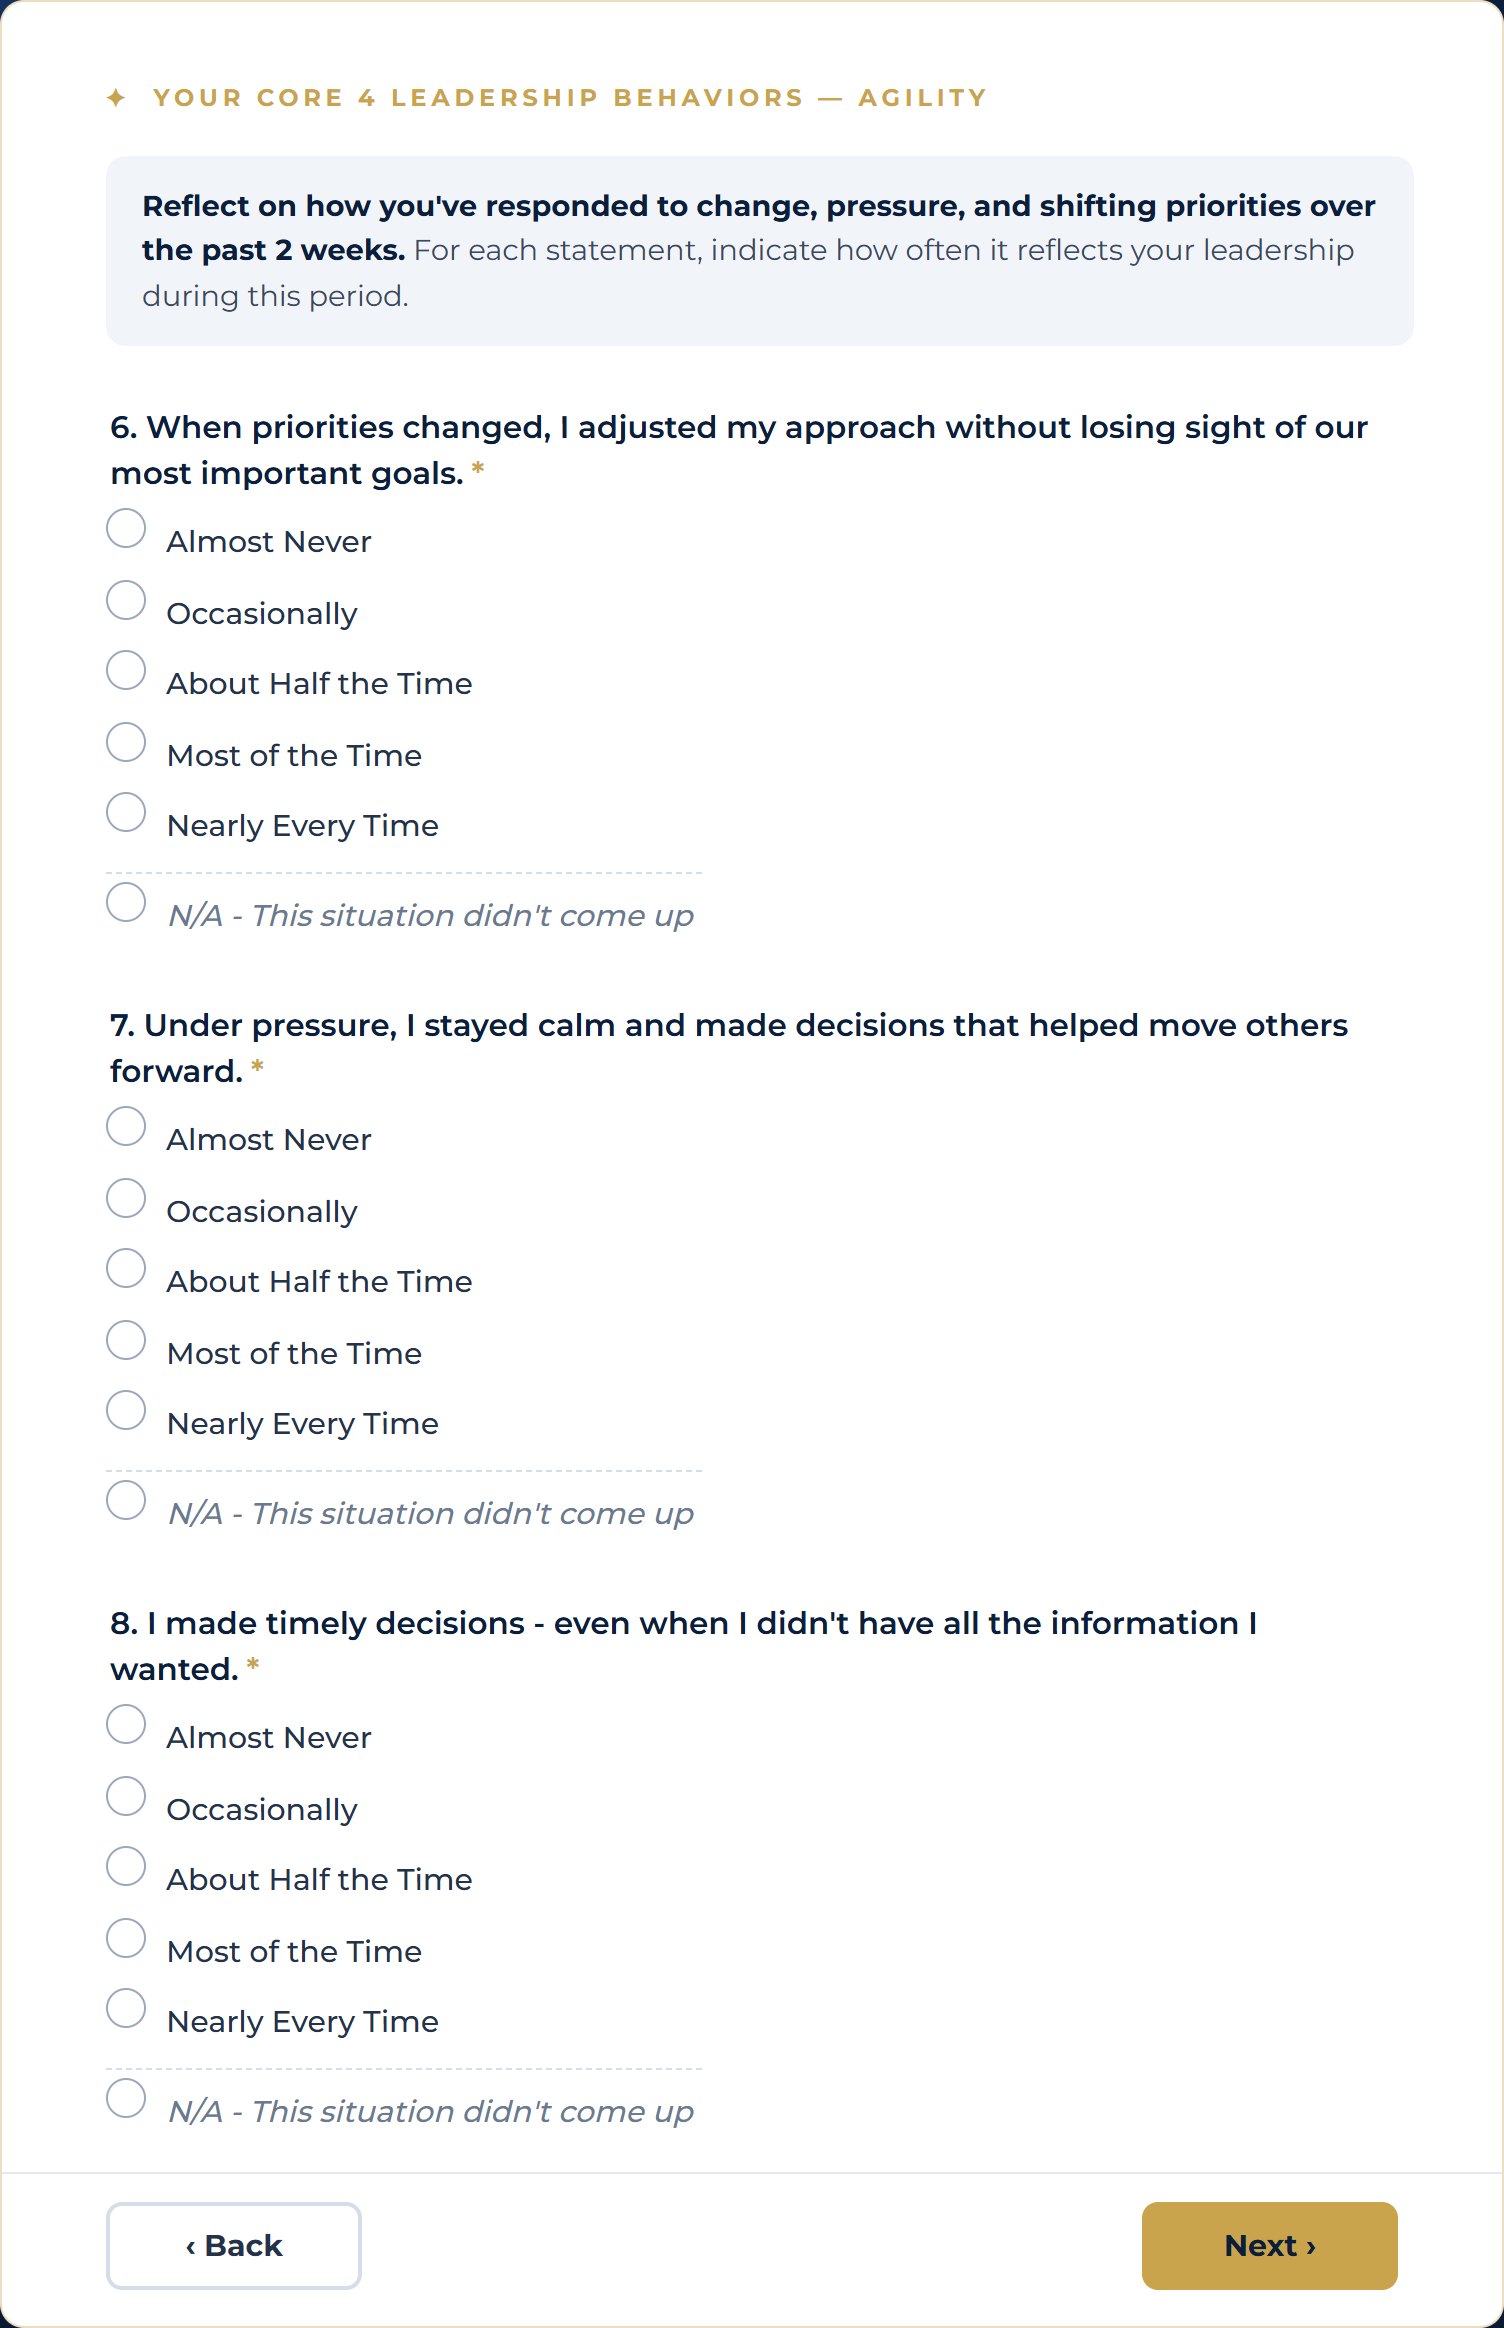 ✦ YOUR CORE 4 LEADERSHIP BEHAVIORS — AGILITY
Reflect on how you've responded to change, pressure, and shifting priorities over
the past 2 weeks. For each statement, indicate how often it reflects your leadership
during this period.
6. When priorities changed, I adjusted my approach without losing sight of our
most important goals. *
Almost Never
Occasionally
About Half the Time
Most of the Time
Nearly Every Time
N/A - This situation didn't come up
7. Under pressure, I stayed calm and made decisions that helped move others
forward. *
Almost Never
Occasionally
About Half the Time
Most of the Time
Nearly Every Time
N/A - This situation didn't come up
8. I made timely decisions - even when I didn't have all the information I
wanted. *
Almost Never
Occasionally
About Half the Time
Most of the Time
Nearly Every Time
N/A - This situation didn't come up
‹ Back
Next ›